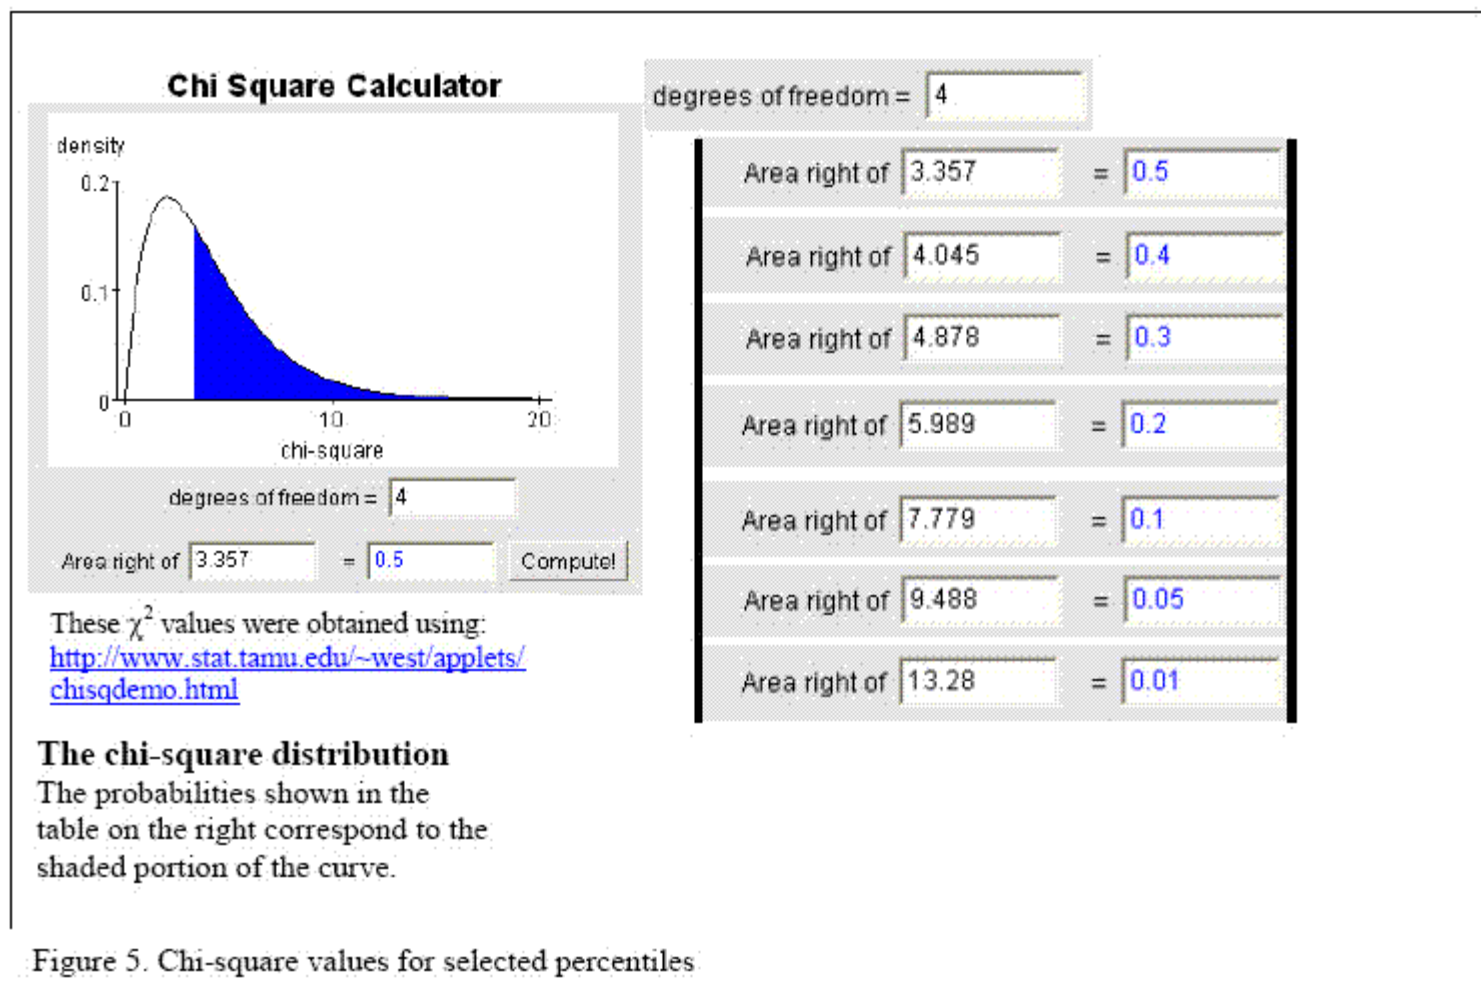 Chi Square Calculator
density
0.2
0.1
0
0 10 20
chi-square
degrees of freedom = 4
Area right of 3.357 = 0.5 Compute!
These χ² values were obtained using:
http://www.stat.tamu.edu/~west/applets/
chisqdemo.html
The chi-square distribution
The probabilities shown in the
table on the right correspond to the
shaded portion of the curve.
degrees of freedom = 4
Area right of 3.357 = 0.5
Area right of 4.045 = 0.4
Area right of 4.878 = 0.3
Area right of 5.989 = 0.2
Area right of 7.779 = 0.1
Area right of 9.488 = 0.05
Area right of 13.28 = 0.01
Figure 5. Chi-square values for selected percentiles